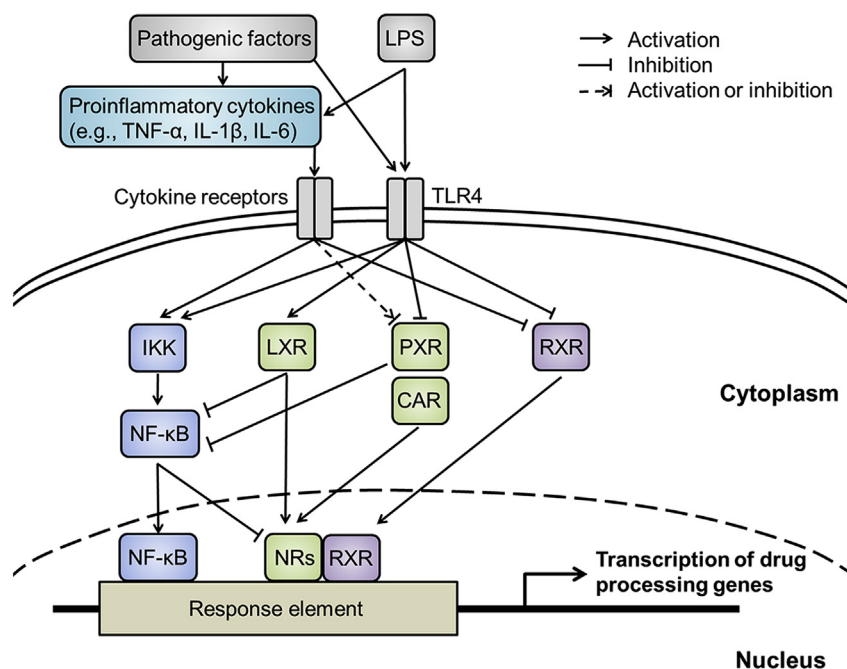 Pathogenic factors
LPS
Activation
Inhibition
Activation or inhibition
Proinflammatory cytokines
(e.g., TNF-α, IL-1β, IL-6)
Cytokine receptors
TLR4
IKK
LXR
PXR
RXR
CAR
Cytoplasm
NF-κB
NF-κB
NRs
RXR
Transcription of drug
processing genes
Response element
Nucleus